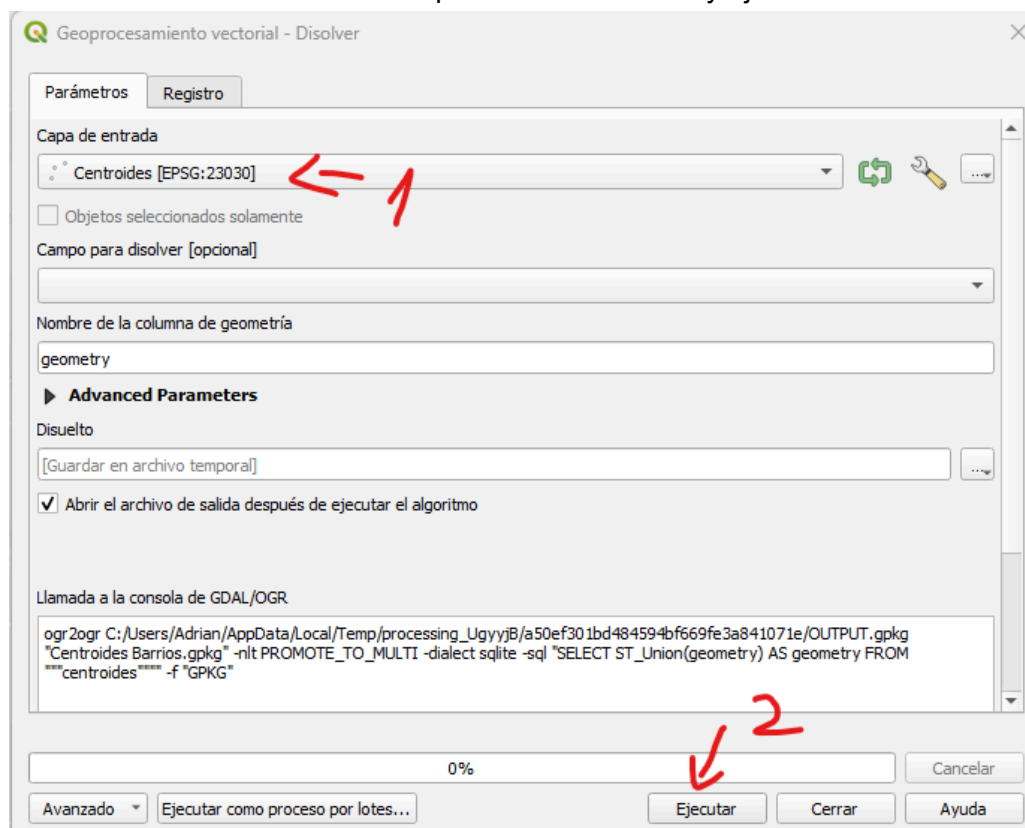 Geoprocesamiento vectorial - Disolver
Parámetros Registro
Capa de entrada
Centroides [EPSG:23030]
1
...
Objetos seleccionados solamente
Campo para disolver [opcional]
Nombre de la columna de geometría
geometry
Advanced Parameters
Disuelto
[Guardar en archivo temporal]
...
Abrir el archivo de salida después de ejecutar el algoritmo
Llamada a la consola de GDAL/OGR
ogr2ogr C:/Users/Adrian/AppData/Local/Temp/processing_UgyyjB/a50ef301bd484594bf669fe3a841071e/OUTPUT.gpkg
"Centroides Barrios.gpkg" -nlt PROMOTE_TO_MULTI -dialect sqlite -sql "SELECT ST_Union(geometry) AS geometry FROM
"""centroides"""" -f "GPKG"
2
0% Cancelar
Avanzado Ejecutar como proceso por lotes... Ejecutar Cerrar Ayuda